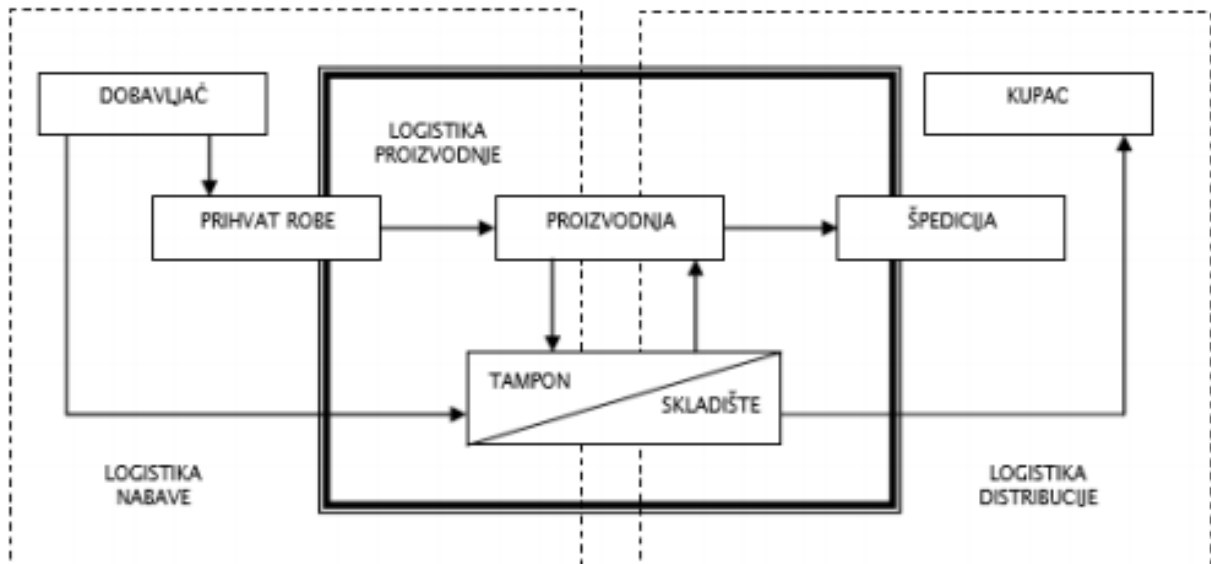 DOBAVLJAČ
KUPAC
LOGISTIKA
PROIZVODNJE
PRIHVAT ROBE
PROIZVODNJA
ŠPEDICIJA
TAMPON
SKLADIŠTE
LOGISTIKA
NABAVE
LOGISTIKA
DISTRIBUCIJE